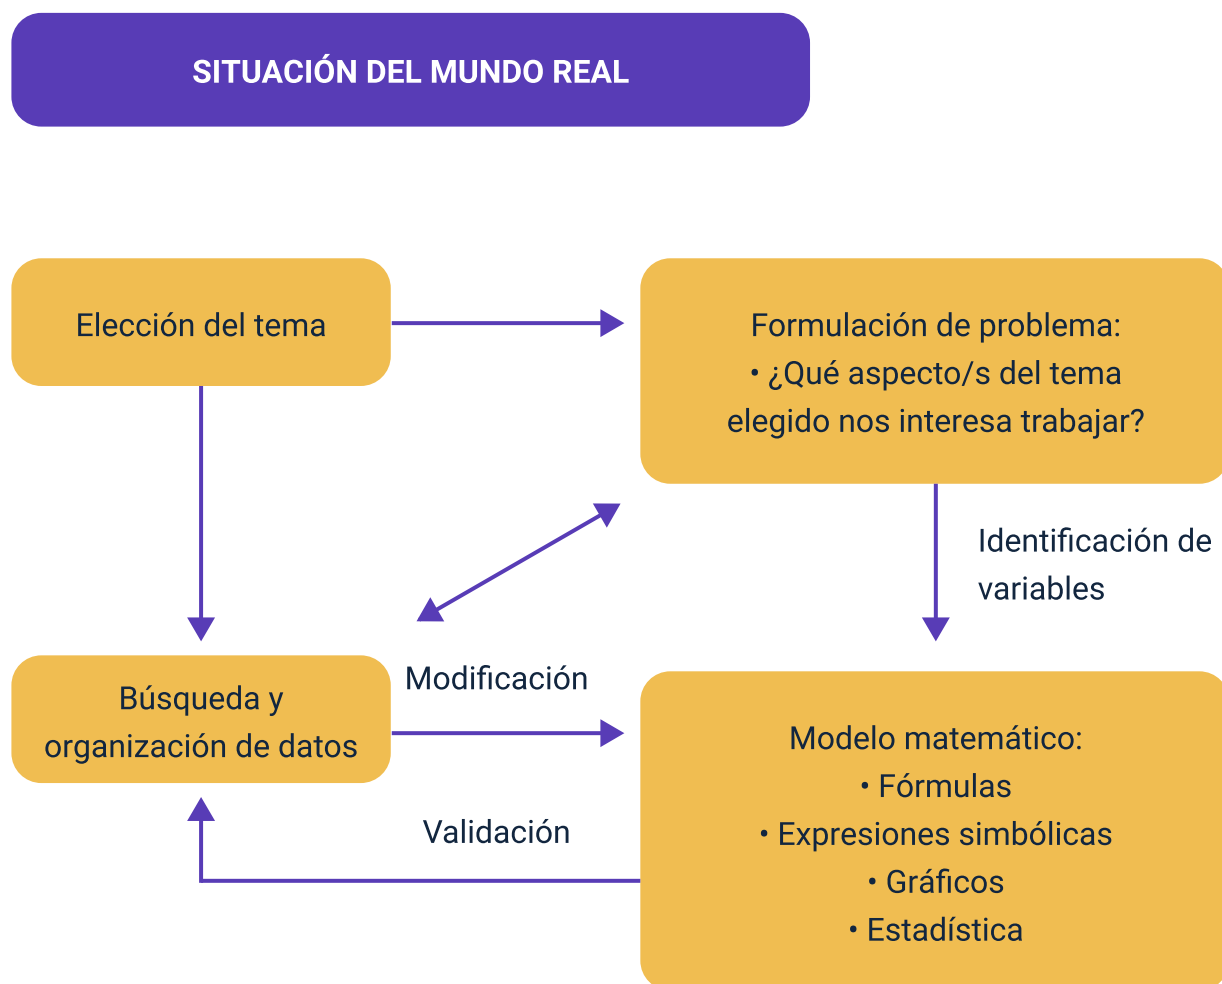 SITUACIÓN DEL MUNDO REAL
Elección del tema
Formulación de problema:
• ¿Qué aspecto/s del tema
elegido nos interesa trabajar?
Identificación de
variables
Búsqueda y
organización de datos
Modificación
Validación
Modelo matemático:
• Fórmulas
• Expresiones simbólicas
• Gráficos
• Estadística